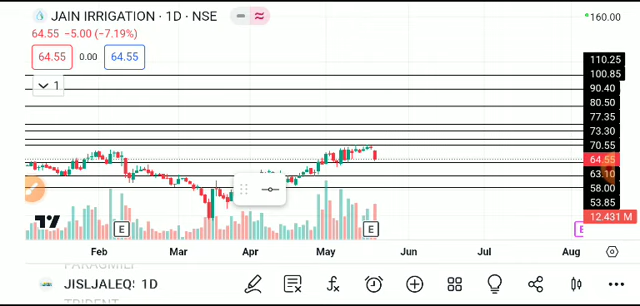 JAIN IRRIGATION · 1D · NSE
64.55 −5.00 (−7.19%)
64.55 0.00 64.55
1
160.00
110.25
100.85
90.40
80.50
77.35
73.30
70.55
64.55
63.10
58.00
53.85
12.431 M
E E E
Feb Mar Apr May Jun Jul Aug
PARASMFI
JISLJALEQS 1D
TRIDENT